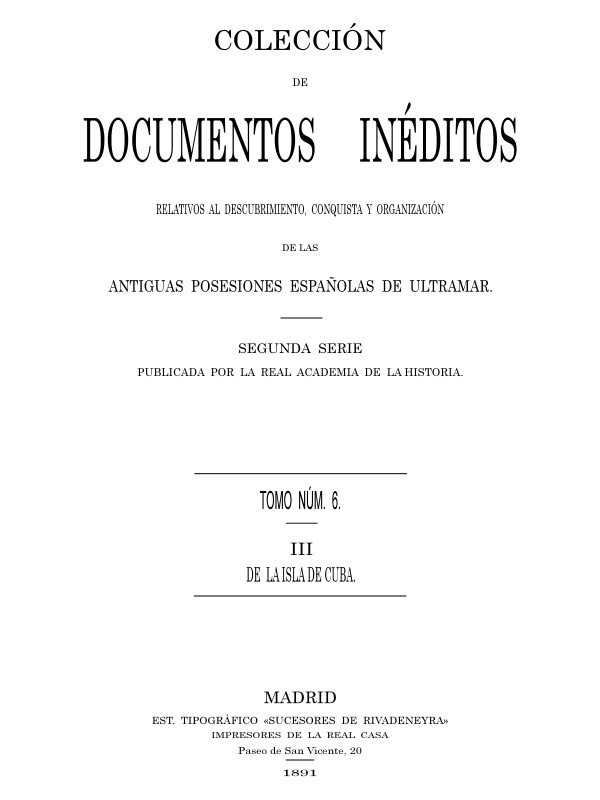 COLECCIÓN
DE
DOCUMENTOS INÉDITOS
RELATIVOS AL DESCUBRIMIENTO, CONQUISTA Y ORGANIZACIÓN
DE LAS
ANTIGUAS POSESIONES ESPAÑOLAS DE ULTRAMAR.
SEGUNDA SERIE
PUBLICADA POR LA REAL ACADEMIA DE LA HISTORIA.
TOMO NÚM. 6.
III
DE LA ISLA DE CUBA.
MADRID
EST. TIPOGRÁFICO «SUCESORES DE RIVADENEYRA»
IMPRESORES DE LA REAL CASA
Paseo de San Vicente, 20
1891